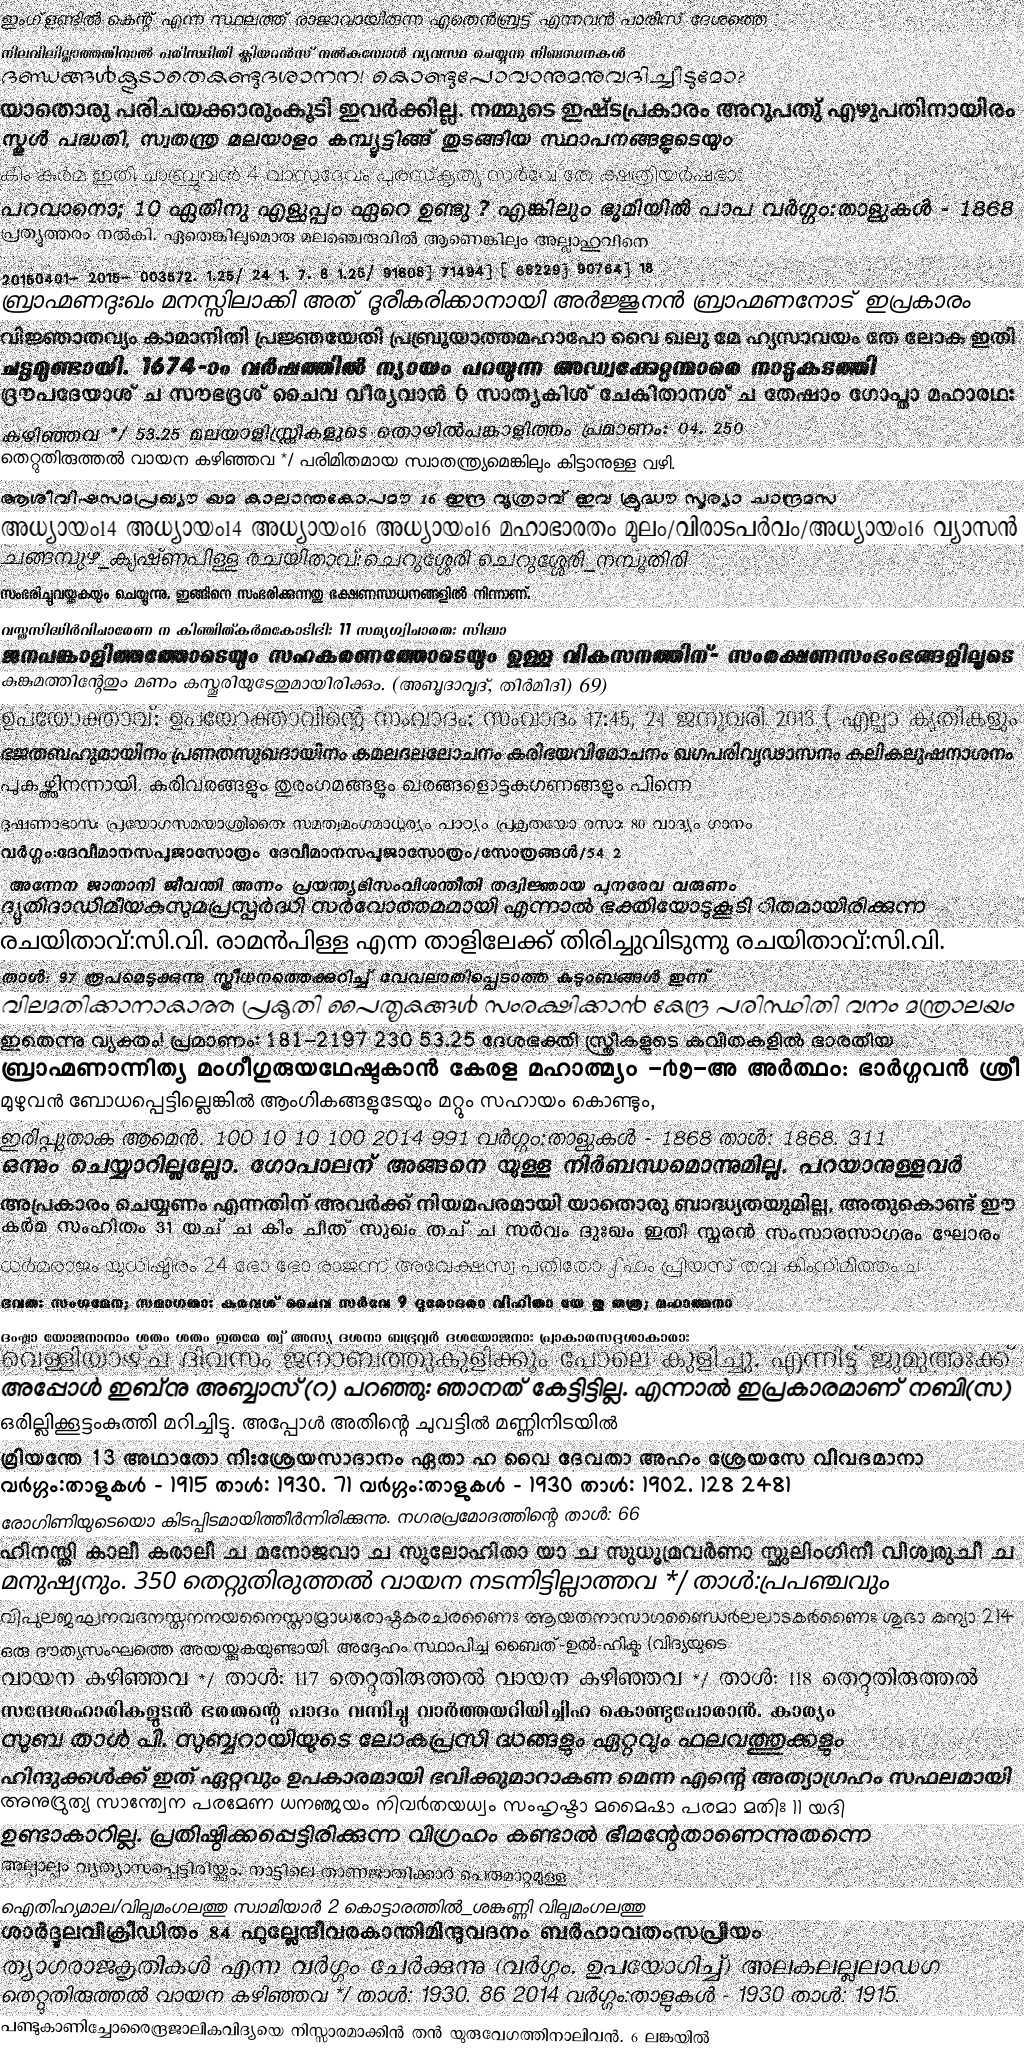 ഇംഗ്ളണ്ടിൽ കെന്റ് എന്ന സ്ഥലത്ത് രാജാവായിരുന്ന എതെൻബ്രട്ട് എന്നവൻ പാരിസ് ദേശത്തെ
നിലവിലില്ലാത്തതിനാൽ പരിസ്ഥിതി ക്ലിയറൻസ് നൽകുമ്പോൾ വ്യവസ്ഥ ചെയ്യുന്ന നിബന്ധനകൾ
ദണ്ഡങ്ങൾകൂടാതെകണ്ടുദശാനന! കൊണ്ടുപോവാനുമനുവദിച്ചീടുമോ?
യാതൊരു പരിചയക്കാരുംകൂടി ഇവർക്കില്ല. നമ്മുടെ ഇഷ്ടപ്രകാരം അറുപത്യു് എഴുപതിനായിരം
സ്കൂൾ പദ്ധതി, സ്വതന്ത്ര മലയാളം കമ്പ്യൂട്ടിങ്ങ് തുടങ്ങിയ സ്ഥാപനങ്ങളുടെയും
കിം കുർമ ഇതി ചാബ്രുവൻ 4 വാസദേവം പുരസ്കൃത്യ സർവേ തേ ക്ഷത്രിയർഷഭാഃ
പറവാനൊ; 10 ഏതിനു എളുപ്പം ഏറെ ഉണ്ടു ? എങ്കിലും ഭൂമിയിൽ പാപ വർഗ്ഗം:താളുകൾ - 1868
പ്രത്യുത്തരം നൽകി. ഏതെങ്കിലുമൊരു മലഞ്ചെരുവിൽ ആണെങ്കിലും അല്ലാഹുവിനെ
20150401- 2015- 003572. 1.25/ 24 1. 7. 8 1.25/ 91808] 71494] [ 68229] 90764] 18
ബ്രാഹ്മണദുഃഖം മനസ്സിലാക്കി അത് ദൂരീകരിക്കാനായി അർജ്ജുനൻ ബ്രാഹ്മണനോട് ഇപ്രകാരം
വിജ്ഞാതവ്യം കാമാനിതി പ്രജ്ഞയേതി പ്രബ്രൂയാത്തമഹാപോ വൈ ഖലു മേ ഹ്യസാവയം തേ ലോക ഇതി
ചട്ടമുണ്ടായി. 1674-ാം വർഷത്തിൽ ന്യായം പറയുന്ന അഡ്വക്കേറ്റന്മാരെ നാട്ടുകടത്തി
ദ്രൗപദേയാശ് ച സൗഭദ്രശ് ചൈവ വീര്യവാൻ 6 സാത്യകിശ് ചേകിതാനശ് ച തേഷാം ഗോപ്താ മഹാരഥഃ
കഴിഞ്ഞവ */ 53.25 മലയാളിസ്ത്രീകളുടെ തൊഴിൽപങ്കാളിത്തം പ്രമാണം: 04. 250
തെറ്റുതിരുത്തൽ വായന കഴിഞ്ഞവ */ പരിമിതമായ സ്വാതന്ത്ര്യമെങ്കിലും കിട്ടാനുള്ള വഴി.
ആശീവിഷസമപ്രഖ്യൗ യമ കാലാന്തകോപമൗ 16 ഇന്ദ്ര വൃത്രാവ് ഇവ ക്രുദ്ധൗ സൂര്യാ ചാന്ദ്രമസ
അധ്യായം14 അധ്യായം14 അധ്യായം16 അധ്യായം16 മഹാഭാരതം മൂലം/വിരാടപർവം/അധ്യായം16 വ്യാസൻ
ചങ്ങമ്പുഴ_കൃഷ്ണപിള്ള രചയിതാവ്:ചെറുശ്ശേരി ചെറുശ്ശേരി_നമ്പൂതിരി
സംഭരിച്ചുവയ്ക്കുകയും ചെയ്യുന്നു. ഇങ്ങിനെ സംഭരിക്കുന്നതു ഭക്ഷണസാധനങ്ങളിൽ നിന്നാണ്.
വസ്തുസിദ്ധിർവിചാരേണ ന കിഞ്ചിത്കർമകോടിഭിഃ 11 സമ്യഗ്വിചാരതഃ സിദ്ധാ
ജനപങ്കാളിത്തത്തോടെയും സഹകരണത്തോടെയും ഉള്ള വികസനത്തിന്- സംരക്ഷണസംഭംഭങ്ങളിലൂടെ
കുങ്കുമത്തിന്റേതും മണം കസ്തൂരിയുടേതുമായിരിക്കും. (അബൂദാവൂദ്, തിർമിദി) 69)
ഉപയോക്താവ്: ഉപയോക്താവിന്റെ സംവാദം: സംവാദം 17:45, 24 ജനുവരി 2013 ( എല്ലാ കൃതികളും
ഭജതബഹുമായിനം പ്രണതസുഖദായിനം കമലദലലോചനം കരിഭയവിമോചനം ഖഗപരിവൃഢാസനം കലികലുഷനാശനം
പുകഴ്ത്തിനന്നായി. കരിവരങ്ങളും തുരംഗമങ്ങളും ഖരങ്ങളൊട്ടകഗണങ്ങളും പിന്നെ
ദൂഷണാഭാസഃ പ്രയോഗസമയാശ്രിതൈഃ സമത്വമംഗമാധുര്യം പാഠ്യം പ്രകൃതയോ രസാഃ 80 വാദ്യം ഗാനം
വർഗ്ഗം:ദേവീമാനസപൂജാസോത്രം ദേവീമാനസപൂജാസോത്രം/സോത്രങ്ങൾ/54 2
അന്നേന ജാതാനി ജീവന്തി അന്നം പ്രയന്ത്യഭിസംവിശന്തീതി തദ്വിജ്ഞായ പുനരേവ വരുണം
ദ്യുതിദാഡിമീയകുസുമപ്രസ്പർദ്ധി സർവോത്തമമായി എന്നാൽ ഭക്തിയോടുകൂടി ിതമായിരിക്കുന്ന
രചയിതാവ്:സി.വി. രാമൻപിള്ള എന്ന താളിലേക്ക് തിരിച്ചുവിടുന്നു രചയിതാവ്:സി.വി.
താൾ: 97 രൂപമെടുക്കുന്നു സ്ത്രീധനത്തെക്കുറിച്ച് വേവലാതിപ്പെടാത്ത കുടുംബങ്ങൾ ഇന്ന്
വിലമതിക്കാനാകാത്ത പ്രകൃതി പൈതൃകങ്ങൾ സംരക്ഷിക്കാൻ കേന്ദ്ര പരിസ്ഥിതി വനം മന്ത്രാലയം
ഇതെന്നു വ്യക്തം! പ്രമാണം: 181-2197 230 53.25 ദേശഭക്തി സ്ത്രീകളുടെ കവിതകളിൽ ഭാരതീയ
ബ്രാഹ്മണാന്നിത്യ മംഗീഗുരുയഥേഷ്ടകാൻ കേരള മഹാത്മ്യം -ൻ൭-അ അർത്ഥം: ഭാർഗ്ഗവൻ ശ്രീ
മുഴുവൻ ബോധപ്പെട്ടില്ലെങ്കിൽ ആംഗികങ്ങളുടേയും മറ്റും സഹായം കൊണ്ടും,
ഇരിപ്പൂതാക ആമെൻ. 100 10 10 100 2014 991 വർഗ്ഗം:താളുകൾ - 1868 താൾ: 1868. 311
ഒന്നും ചെയ്യാറില്ലല്ലോ. ഗോപാലന് അങ്ങനെ യുള്ള നിർബന്ധമൊന്നുമില്ല. പറയാനുള്ളവർ
അപ്രകാരം ചെയ്യണം എന്നതിന് അവർക്ക് നിയമപരമായി യാതൊരു ബാദ്ധ്യതയുമില്ല, അതുകൊണ്ട് ഈ
കർമ സംഹിതം 31 യച് ച കിം ചിത് സുഖം തച് ച സർവം ദുഃഖം ഇതി സ്മരൻ സംസാരസാഗരം ഘോരം
ധർമരാജം യുധിഷ്ഠിരം 24 ഭോ ഭോ രാജന്ന് അവേക്ഷസ്വ പതിതോ ഽഹം പ്രിയസ് തവ കിംനിമിത്തം ച
ഭവതഃ സംഗമേന; സമാഗതാഃ കുരവശ് ചൈവ സർവേ 9 ദുരോദരാ വിഹിതാ യേ തു തത്ര; മഹാത്മനാ
ദംഷ്ട്രാ യോജനാനാം ശതം ശതം ഇതരേ ത്വ് അസ്യ ദശനാ ബഭൂവുർ ദശയോജനാഃ പ്രാകാരസദൃശാകാരാഃ
വെള്ളിയാഴ്ച ദിവസം ജനാബത്തുകുളിക്കും പോലെ കുളിച്ചു. എന്നിട്ട് ജുമുഅഃക്ക്
അപ്പോൾ ഇബ്നു അബ്ബാസ്(റ) പറഞ്ഞു: ഞാനത് കേട്ടിട്ടില്ല. എന്നാൽ ഇപ്രകാരമാണ് നബി(സ)
ഒരില്ലിക്കൂട്ടംകുത്തി മറിച്ചിട്ടു. അപ്പോൾ അതിന്റെ ചുവട്ടിൽ മണ്ണിനിടയിൽ
മ്രിയന്തേ 13 അഥാതോ നിഃശ്രേയസാദാനം ഏതാ ഹ വൈ ദേവതാ അഹം ശ്രേയസേ വിവദമാനാ
വർഗ്ഗം:താളുകൾ - 1915 താൾ: 1930. 71 വർഗ്ഗം:താളുകൾ - 1930 താൾ: 1902. 128 2481
രോഗിണിയുടെയൊ കിടപ്പിടമായിത്തീർന്നിരിക്കുന്നു. നഗരപ്രമോദത്തിന്റെ താൾ: 66
ഹിനസ്തി കാലീ കരാലീ ച മനോജവാ ച സുലോഹിതാ യാ ച സുധൂമ്രവർണാ സ്ഫുലിംഗിനീ വിശ്വരുചീ ച
മനുഷ്യനും. 350 തെറ്റുതിരുത്തൽ വായന നടന്നിട്ടില്ലാത്തവ */ താൾ:പ്രപഞ്ചവും
വിപുലജഘനവദനസ്തനനയനൈസ്താമ്രാധരോഷ്ഠകരചരണൈഃ ആയതനാസാഗണ്ഡൈർലലാടകർണൈഃ ശുഭാ കന്യാ 214
ഒരു ദൗത്യസംഘത്തെ അയയ്ക്കുകയുണ്ടായി. അദ്ദേഹം സ്ഥാപിച്ച ബൈത്-ഉൽ-ഹിക്മ (വിദ്യയുടെ
വായന കഴിഞ്ഞവ */ താൾ: 117 തെറ്റുതിരുത്തൽ വായന കഴിഞ്ഞവ */ താൾ: 118 തെറ്റുതിരുത്തൽ
സന്ദേശഹാരികളുടൻ ഭരതന്റെ പാദം വന്ദിച്ചു വാർത്തയറിയിച്ചിഹ കൊണ്ടുപോരാൻ. കാര്യം
സുബ താൾ പി. സുബ്ബറായിയുടെ ലോകപ്രസി ദ്ധങ്ങളും ഏറ്റവും ഫലവത്തുക്കളും
ഹിന്ദുക്കൾക്ക് ഇത് ഏറ്റവും ഉപകാരമായി ഭവിക്കുമാറാകണ മെന്ന എന്റെ അത്യാഗ്രഹം സഫലമായി
അനുദ്രുത്യ സാന്ത്വേന പരമേണ ധനഞ്ജയം നിവർതയധ്വം സംഹൃഷ്ടാ മമൈഷാ പരമാ മതിഃ 11 യദി
ഉണ്ടാകാറില്ല. പ്രതിഷ്ഠിക്കപ്പെട്ടിരിക്കുന്ന വിഗ്രഹം കണ്ടാൽ ഭീമന്റേതാണെന്നുതന്നെ
അല്പാല്പം വ്യത്യാസപ്പെട്ടിരിയ്ക്കും. നാട്ടിലെ താണജാതിക്കാർ പെരുമാറ്റമുള്ള
ഐതിഹ്യമാല/വില്വമംഗലത്തു സ്വാമിയാർ 2 കൊട്ടാരത്തിൽ_ശങ്കുണ്ണി വില്വമംഗലത്തു
ശാർദ്ദൂലവിക്രീഡിതം 84 ഫുല്ലേന്ദീവരകാന്തിമിന്ദുവദനം ബർഹാവതംസപ്രിയം
ത്യാഗരാജകൃതികൾ എന്ന വർഗ്ഗം ചേർക്കുന്നു (വർഗ്ഗം. ഉപയോഗിച്ച്) അലകലല്ലലാഡഗ
തെറ്റുതിരുത്തൽ വായന കഴിഞ്ഞവ */ താൾ: 1930. 86 2014 വർഗ്ഗം:താളുകൾ - 1930 താൾ: 1915.
പണ്ടുകാണിച്ചോരൈന്ദ്രജാലികവിദ്യയെ നിസ്സാരമാക്കിൻ തൻ യുരുവേഗത്തിനാലിവൻ. 6 ലങ്കയിൽ